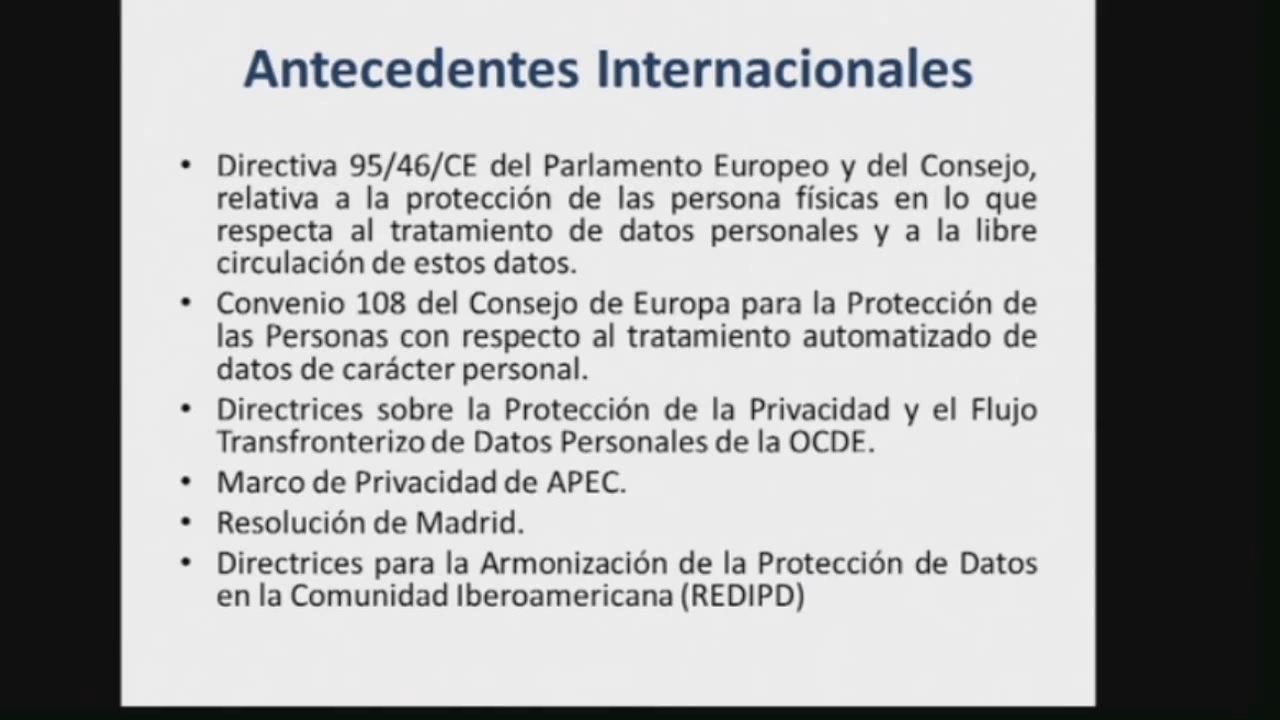 Antecedentes Internacionales
• Directiva 95/46/CE del Parlamento Europeo y del Consejo,
relativa a la protección de las persona físicas en lo que
respecta al tratamiento de datos personales y a la libre
circulación de estos datos.
• Convenio 108 del Consejo de Europa para la Protección de
las Personas con respecto al tratamiento automatizado de
datos de carácter personal.
• Directrices sobre la Protección de la Privacidad y el Flujo
Transfronterizo de Datos Personales de la OCDE.
• Marco de Privacidad de APEC.
• Resolución de Madrid.
• Directrices para la Armonización de la Protección de Datos
en la Comunidad Iberoamericana (REDIPD)